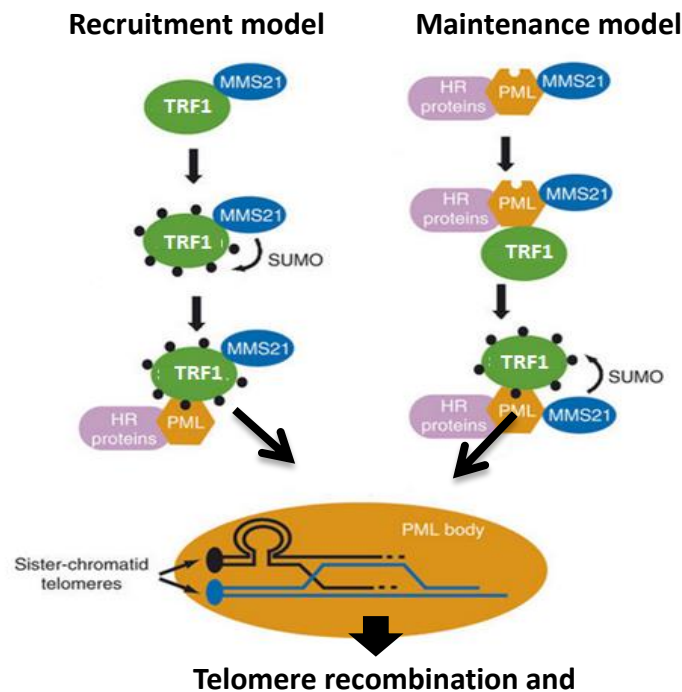 Recruitment model
Maintenance model
MMS21
TRF1
MMS21
TRF1
SUMO
MMS21
TRF1
HR
proteins
PML
HR
proteins
PML
MMS21
HR
proteins
PML
MMS21
TRF1
TRF1
SUMO
HR
proteins
PML
MMS21
PML body
Sister-chromatid
telomeres
Telomere recombination and